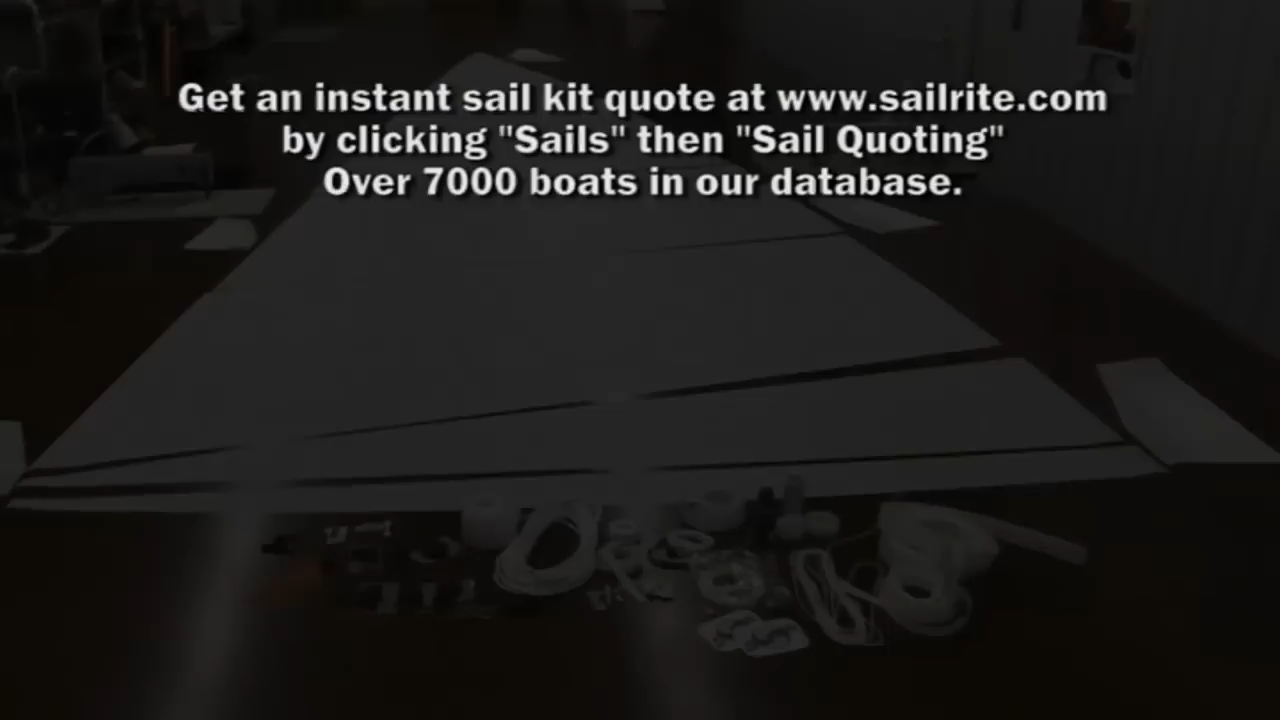 Get an instant sail kit quote at www.sailrite.com
by clicking "Sails" then "Sail Quoting"
Over 7000 boats in our database.